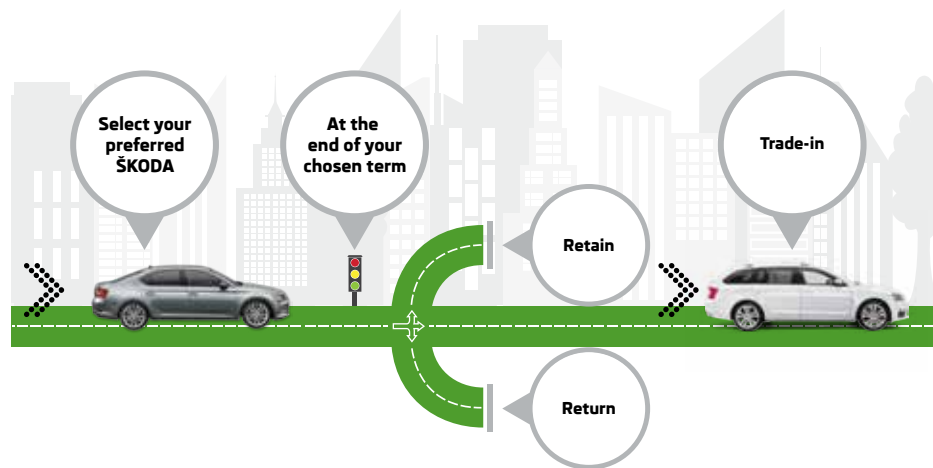 Select your
preferred
ŠKODA
At the
end of your
chosen term
Trade-in
Retain
Return